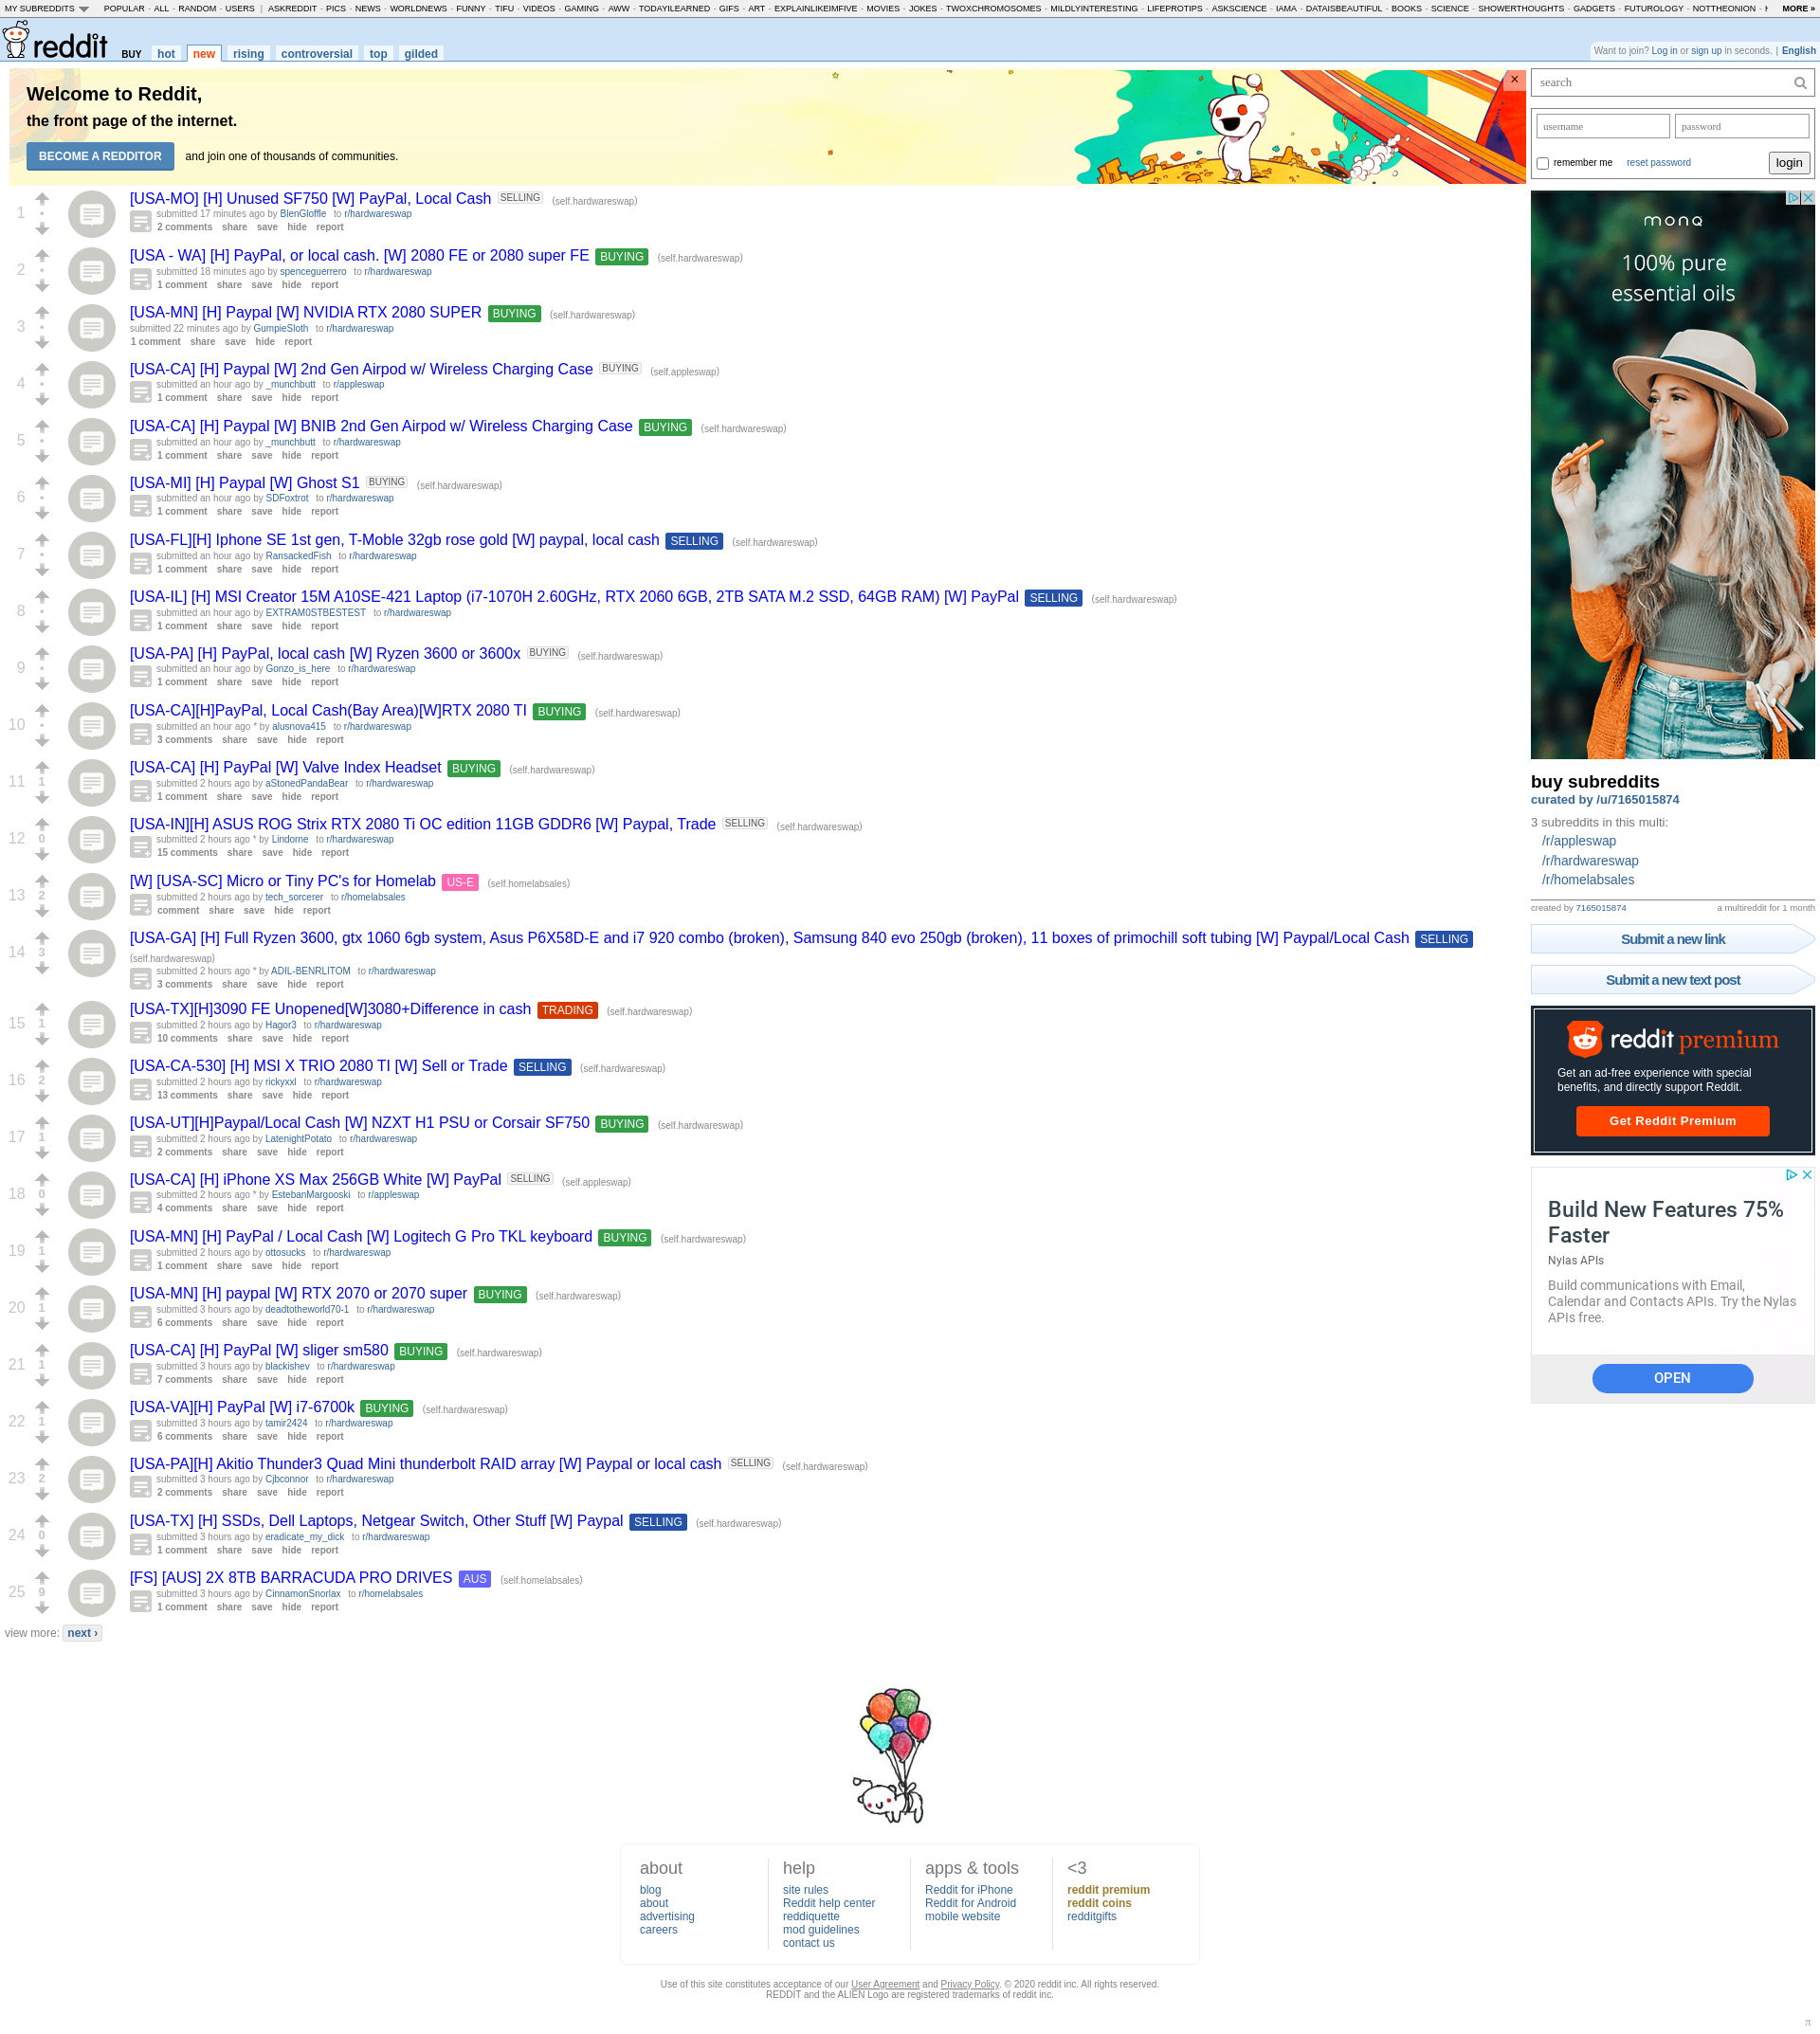 MY SUBREDDITS POPULAR - ALL - RANDOM - USERS | ASKREDDIT - PICS - NEWS - WORLDNEWS - FUNNY - TIFU - VIDEOS - GAMING - AWW - TODAYILEARNED - GIFS - ART - EXPLAINLIKEIMFIVE - MOVIES - JOKES - TWOXCHROMOSOMES - MILDLYINTERESTING - LIFEPROTIPS - ASKSCIENCE - IAMA - DATAISBEAUTIFUL - BOOKS - SCIENCE - SHOWERTHOUGHTS - GADGETS - FUTUROLOGY - NOTTHEONION - MORE »
reddit BUY hot new rising controversial top gilded
Want to join? Log in or sign up in seconds. | English
Welcome to Reddit,
the front page of the internet.
BECOME A REDDITOR and join one of thousands of communities.
1 [USA-MO] [H] Unused SF750 [W] PayPal, Local Cash SELLING (self.hardwareswap)
submitted 17 minutes ago by BlenGloffle to r/hardwareswap
2 comments share save hide report
2 [USA - WA] [H] PayPal, or local cash. [W] 2080 FE or 2080 super FE BUYING (self.hardwareswap)
submitted 18 minutes ago by spenceguerrero to r/hardwareswap
1 comment share save hide report
3 [USA-MN] [H] Paypal [W] NVIDIA RTX 2080 SUPER BUYING (self.hardwareswap)
submitted 22 minutes ago by GumpieSloth to r/hardwareswap
1 comment share save hide report
4 [USA-CA] [H] Paypal [W] 2nd Gen Airpod w/ Wireless Charging Case BUYING (self.appleswap)
submitted an hour ago by _munchbutt to r/appleswap
1 comment share save hide report
5 [USA-CA] [H] Paypal [W] BNIB 2nd Gen Airpod w/ Wireless Charging Case BUYING (self.hardwareswap)
submitted an hour ago by _munchbutt to r/hardwareswap
1 comment share save hide report
6 [USA-MI] [H] Paypal [W] Ghost S1 BUYING (self.hardwareswap)
submitted an hour ago by SDFoxtrot to r/hardwareswap
1 comment share save hide report
7 [USA-FL][H] Iphone SE 1st gen, T-Moble 32gb rose gold [W] paypal, local cash SELLING (self.hardwareswap)
submitted an hour ago by RansackedFish to r/hardwareswap
1 comment share save hide report
8 [USA-IL] [H] MSI Creator 15M A10SE-421 Laptop (i7-1070H 2.60GHz, RTX 2060 6GB, 2TB SATA M.2 SSD, 64GB RAM) [W] PayPal SELLING (self.hardwareswap)
submitted an hour ago by EXTRAM0STBESTEST to r/hardwareswap
1 comment share save hide report
9 [USA-PA] [H] PayPal, local cash [W] Ryzen 3600 or 3600x BUYING (self.hardwareswap)
submitted an hour ago by Gonzo_is_here to r/hardwareswap
1 comment share save hide report
10 [USA-CA][H]PayPal, Local Cash(Bay Area)[W]RTX 2080 TI BUYING (self.hardwareswap)
submitted an hour ago * by alusnova415 to r/hardwareswap
3 comments share save hide report
11 1 [USA-CA] [H] PayPal [W] Valve Index Headset BUYING (self.hardwareswap)
submitted 2 hours ago by aStonedPandaBear to r/hardwareswap
1 comment share save hide report
12 0 [USA-IN][H] ASUS ROG Strix RTX 2080 Ti OC edition 11GB GDDR6 [W] Paypal, Trade SELLING (self.hardwareswap)
submitted 2 hours ago * by Lindorne to r/hardwareswap
15 comments share save hide report
13 2 [W] [USA-SC] Micro or Tiny PC's for Homelab US-E (self.homelabsales)
submitted 2 hours ago by tech_sorcerer to r/homelabsales
comment share save hide report
14 3 [USA-GA] [H] Full Ryzen 3600, gtx 1060 6gb system, Asus P6X58D-E and i7 920 combo (broken), Samsung 840 evo 250gb (broken), 11 boxes of primochill soft tubing [W] Paypal/Local Cash SELLING
(self.hardwareswap)
submitted 2 hours ago * by ADIL-BENRLITOM to r/hardwareswap
3 comments share save hide report
15 1 [USA-TX][H]3090 FE Unopened[W]3080+Difference in cash TRADING (self.hardwareswap)
submitted 2 hours ago by Hagor3 to r/hardwareswap
10 comments share save hide report
16 2 [USA-CA-530] [H] MSI X TRIO 2080 TI [W] Sell or Trade SELLING (self.hardwareswap)
submitted 2 hours ago by rickyxxl to r/hardwareswap
13 comments share save hide report
17 1 [USA-UT][H]Paypal/Local Cash [W] NZXT H1 PSU or Corsair SF750 BUYING (self.hardwareswap)
submitted 2 hours ago by LatenightPotato to r/hardwareswap
2 comments share save hide report
18 0 [USA-CA] [H] iPhone XS Max 256GB White [W] PayPal SELLING (self.appleswap)
submitted 2 hours ago * by EstebanMargooski to r/appleswap
4 comments share save hide report
19 1 [USA-MN] [H] PayPal / Local Cash [W] Logitech G Pro TKL keyboard BUYING (self.hardwareswap)
submitted 2 hours ago by ottosucks to r/hardwareswap
1 comment share save hide report
20 1 [USA-MN] [H] paypal [W] RTX 2070 or 2070 super BUYING (self.hardwareswap)
submitted 3 hours ago by deadtotheworld70-1 to r/hardwareswap
6 comments share save hide report
21 1 [USA-CA] [H] PayPal [W] sliger sm580 BUYING (self.hardwareswap)
submitted 3 hours ago by blackishev to r/hardwareswap
7 comments share save hide report
22 1 [USA-VA][H] PayPal [W] i7-6700k BUYING (self.hardwareswap)
submitted 3 hours ago by tamir2424 to r/hardwareswap
6 comments share save hide report
23 2 [USA-PA][H] Akitio Thunder3 Quad Mini thunderbolt RAID array [W] Paypal or local cash SELLING (self.hardwareswap)
submitted 3 hours ago by Cjbconnor to r/hardwareswap
2 comments share save hide report
24 0 [USA-TX] [H] SSDs, Dell Laptops, Netgear Switch, Other Stuff [W] Paypal SELLING (self.hardwareswap)
submitted 3 hours ago by eradicate_my_dick to r/hardwareswap
1 comment share save hide report
25 9 [FS] [AUS] 2X 8TB BARRACUDA PRO DRIVES AUS (self.homelabsales)
submitted 3 hours ago by CinnamonSnorlax to r/homelabsales
1 comment share save hide report
view more: next ›
search
username password
remember me reset password login
monq
100% pure
essential oils
buy subreddits
curated by /u/7165015874
3 subreddits in this multi:
/r/appleswap
/r/hardwareswap
/r/homelabsales
created by 7165015874 a multireddit for 1 month
Submit a new link
Submit a new text post
reddit premium
Get an ad-free experience with special
benefits, and directly support Reddit.
Get Reddit Premium
Build New Features 75%
Faster
Nylas APIs
Build communications with Email,
Calendar and Contacts APIs. Try the Nylas
APIs free.
OPEN
about
blog
about
advertising
careers
help
site rules
Reddit help center
reddiquette
mod guidelines
contact us
apps & tools
Reddit for iPhone
Reddit for Android
mobile website
<3
reddit premium
reddit coins
redditgifts
Use of this site constitutes acceptance of our User Agreement and Privacy Policy. © 2020 reddit inc. All rights reserved.
REDDIT and the ALIEN Logo are registered trademarks of reddit inc.
π